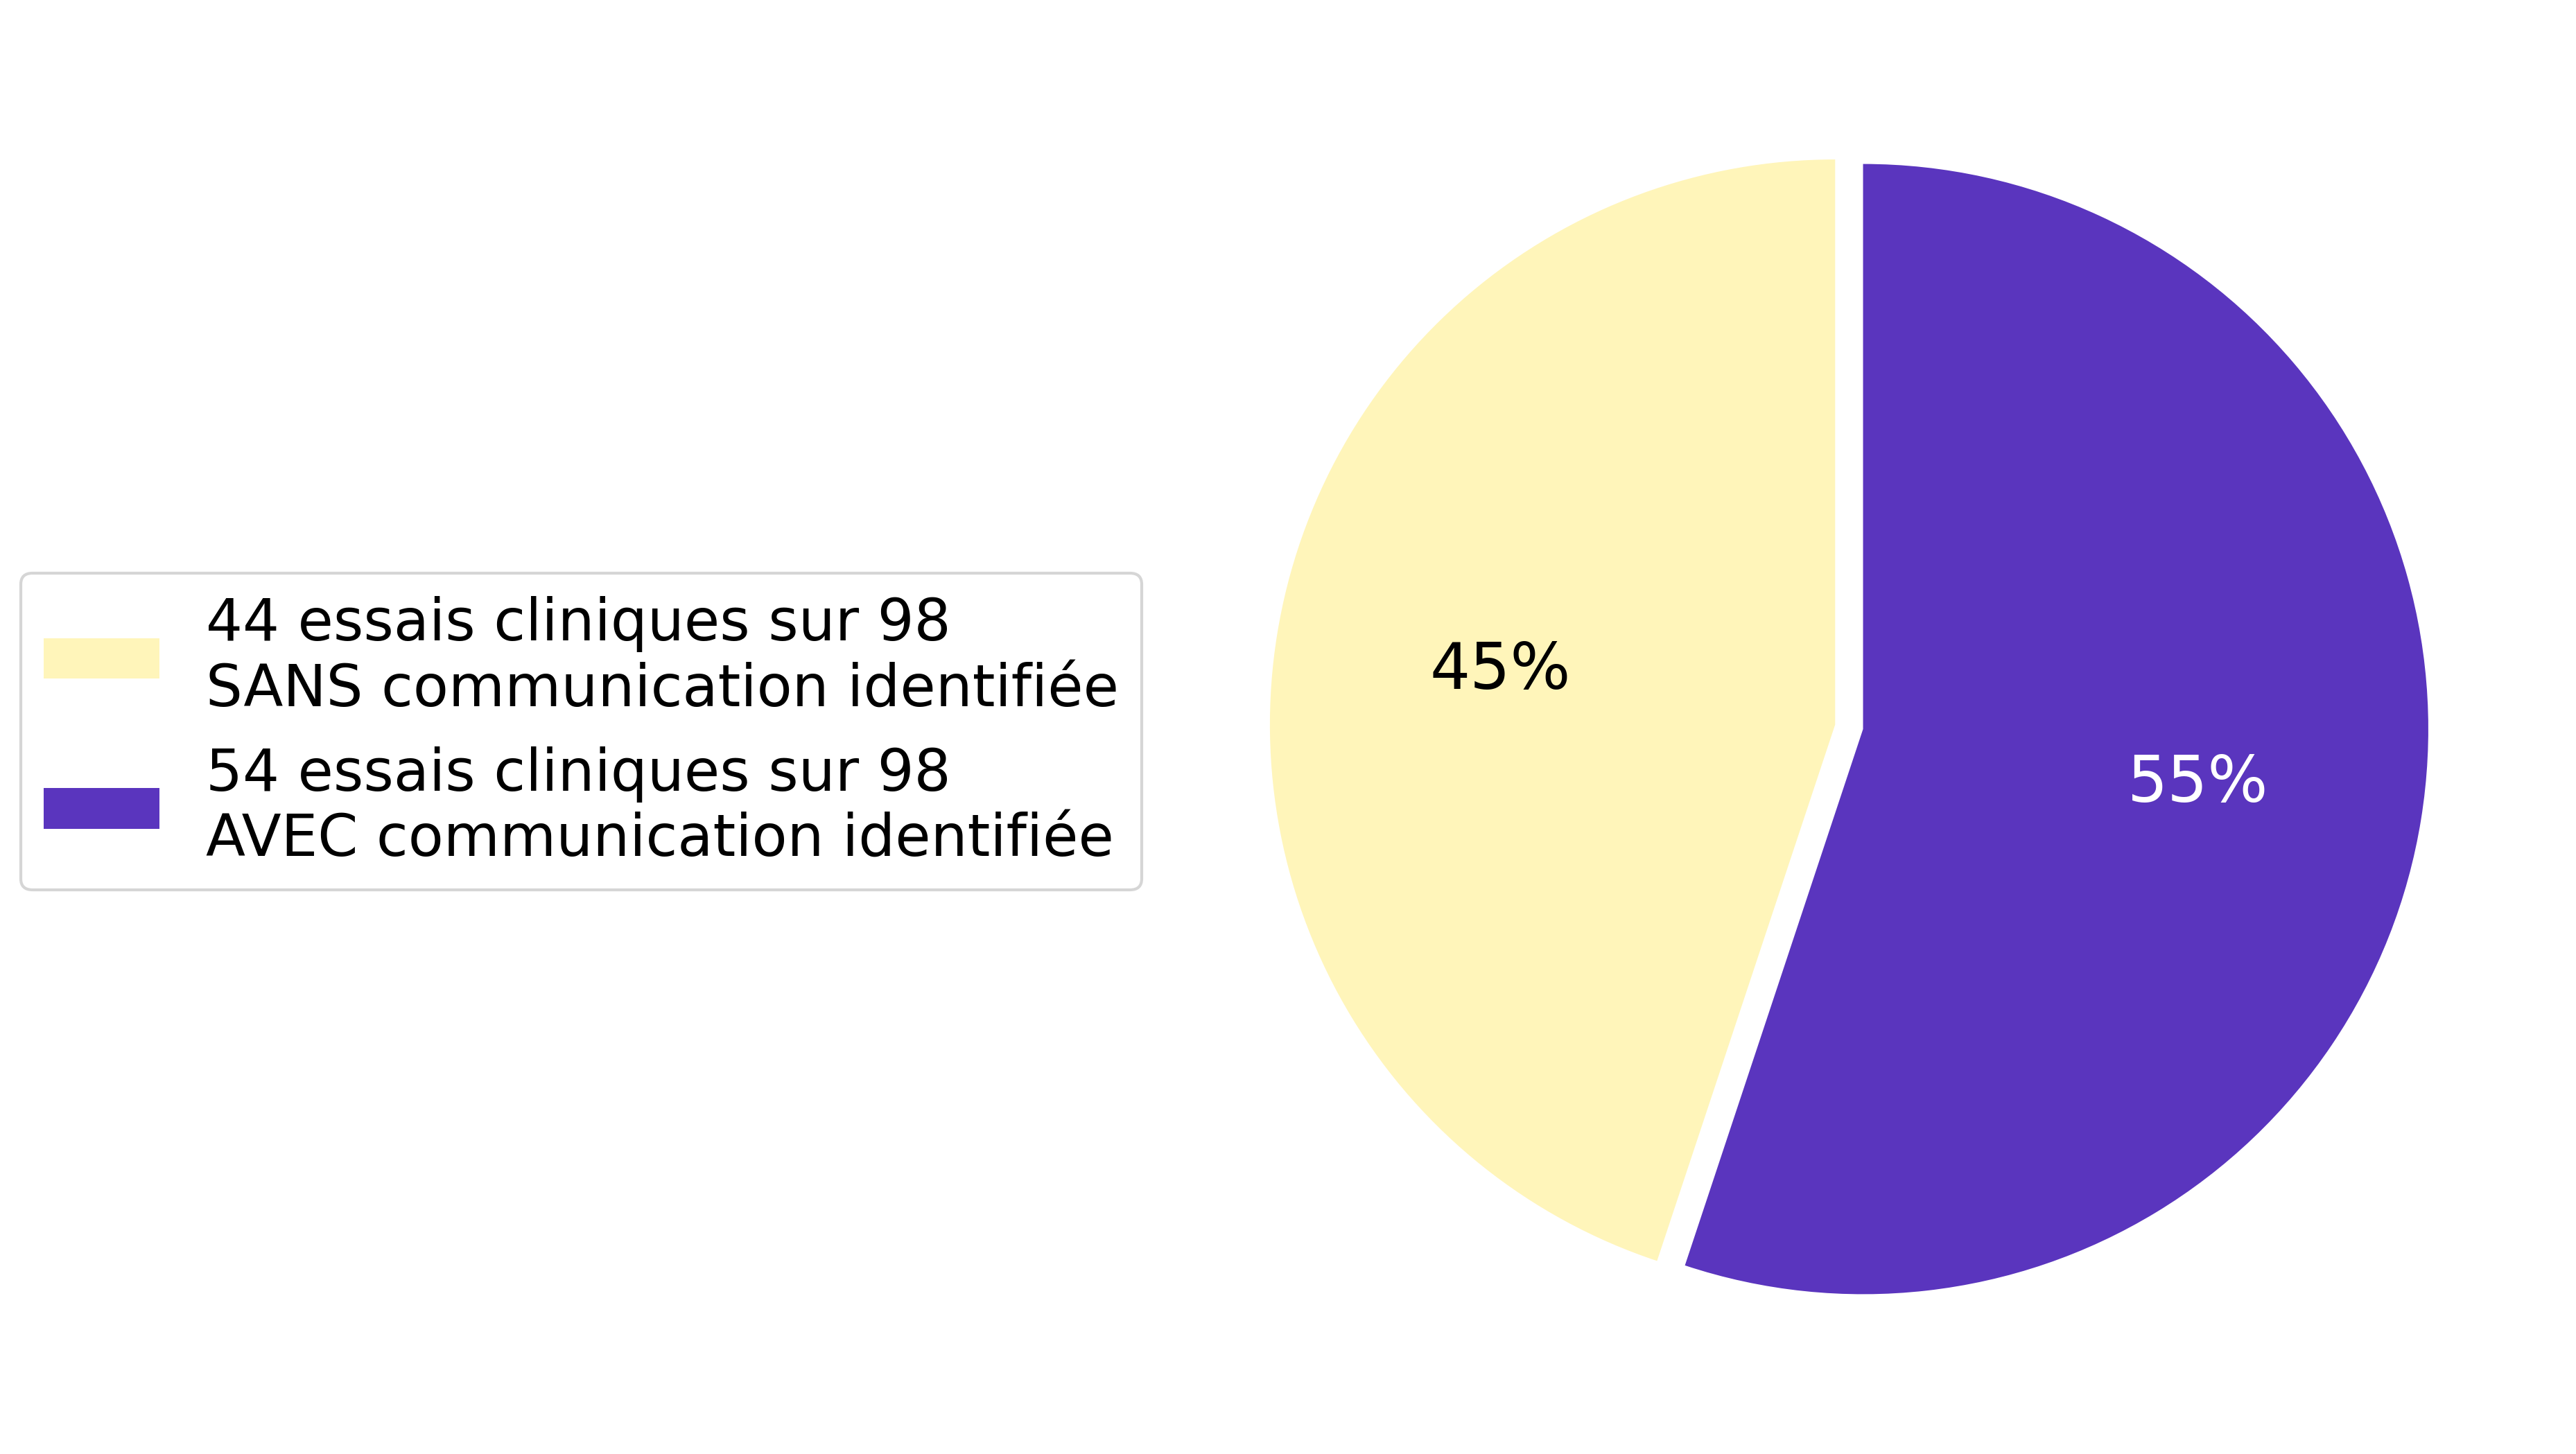 44 essais cliniques sur 98
SANS communication identifiée
54 essais cliniques sur 98
AVEC communication identifiée
45%
55%